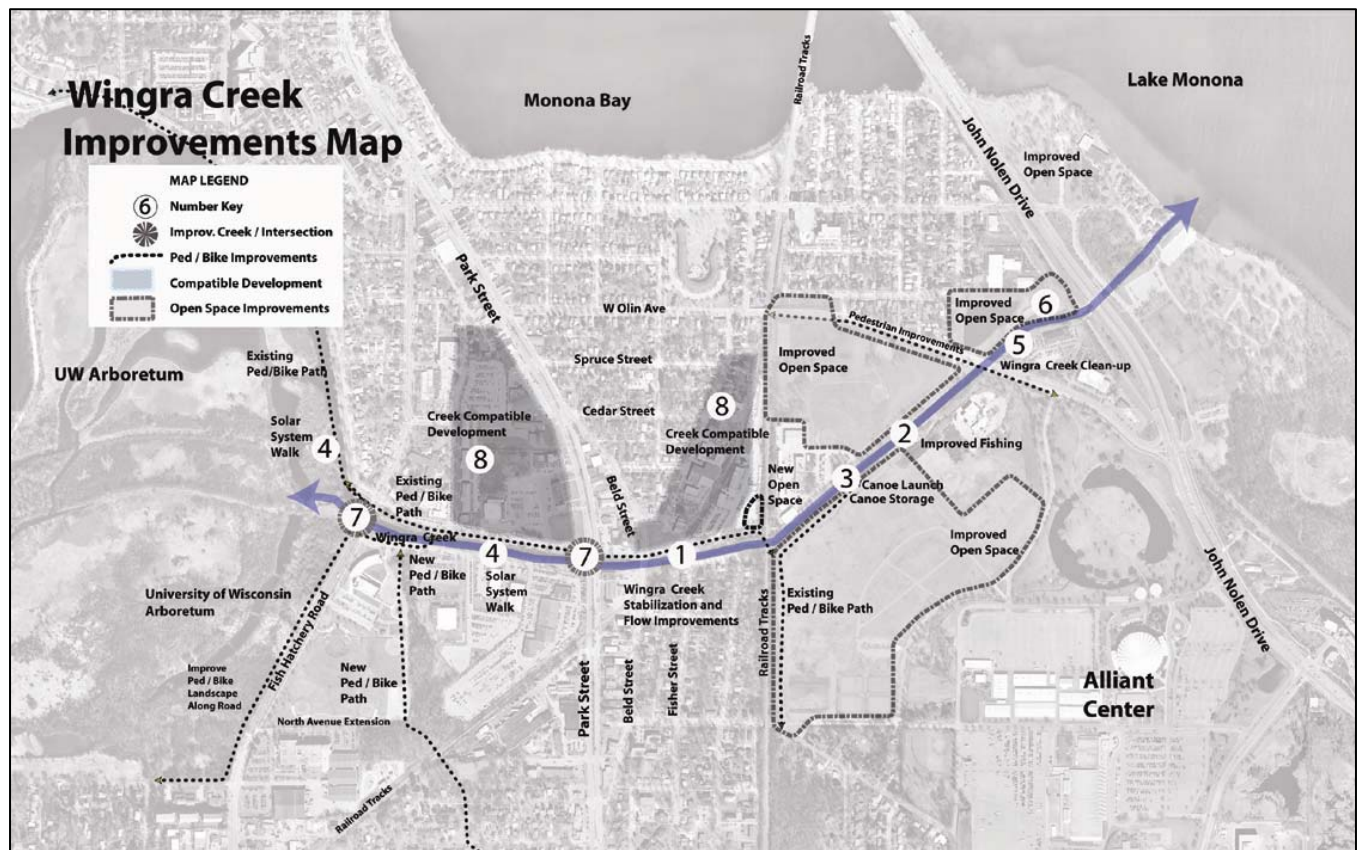 Wingra Creek
Improvements Map
MAP LEGEND
6 Number Key
Improv. Creek / Intersection
Ped / Bike Improvements
Compatible Development
Open Space Improvements
Monona Bay
Railroad Tracks
Lake Monona
John Nolen Drive
Improved
Open Space
Park Street
W Olin Ave
Spruce Street
Cedar Street
Pedestrian Improvements
Improved
Open Space
6
5
Wingra Creek Clean-up
Improved
Open Space
UW Arboretum
Existing
Ped/Bike Path
Solar
System
Walk
4
Creek Compatible
Development
8
8
Creek Compatible
Development
2
Improved Fishing
3
Canoe Launch
Canoe Storage
New
Open
Space
Beld Street
Existing
Ped / Bike
Path
7
Wingra Creek
New
Ped / Bike
Path
4
Solar
System
Walk
7
1
Wingra Creek
Stabilization and
Flow Improvements
Improved
Open Space
Existing
Ped / Bike Path
Railroad Tracks
John Nolen Drive
University of Wisconsin
Arboretum
Fish Hatchery Road
Improve
Ped / Bike
Landscape
Along Road
New
Ped / Bike
Path
North Avenue Extension
Railroad Tracks
Park Street
Beld Street
Fisher Street
Alliant
Center